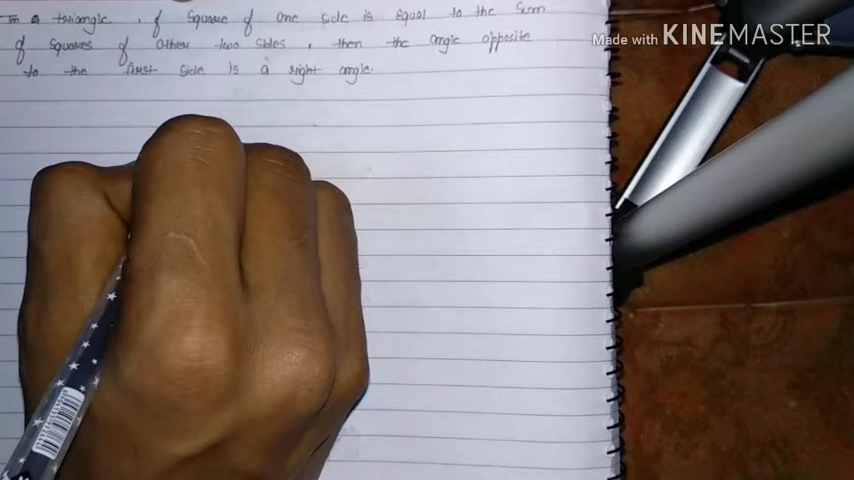 In a triangle, if square of one side is equal to the sum
of squares of other two sides, then the angle opposite
to the first side is a right angle.
Made with KINEMASTER